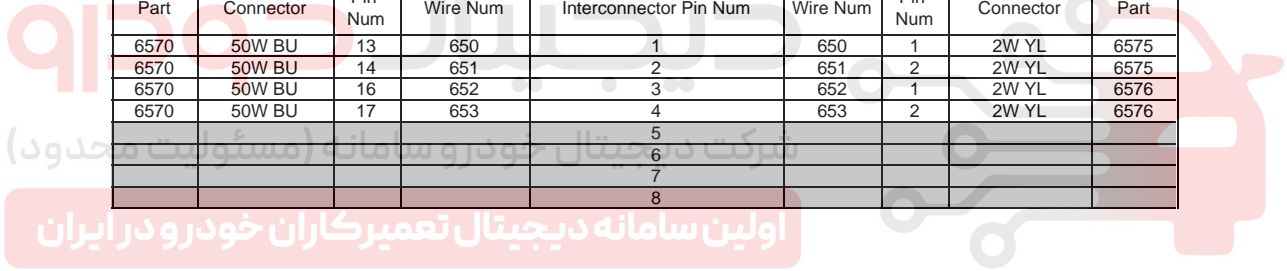 Part Connector Pin Num Wire Num Interconnector Pin Num Wire Num Pin Num Connector Part
6570 50W BU 13 650 1 650 1 2W YL 6575
6570 50W BU 14 651 2 651 2 2W YL 6575
6570 50W BU 16 652 3 652 1 2W YL 6576
6570 50W BU 17 653 4 653 2 2W YL 6576
5
6
7
8
دیجیتال خودرو
شرکت دیجیتال خودرو سامانه (مسئولیت محدود)
اولین سامانه دیجیتال تعمیرکاران خودرو در ایران